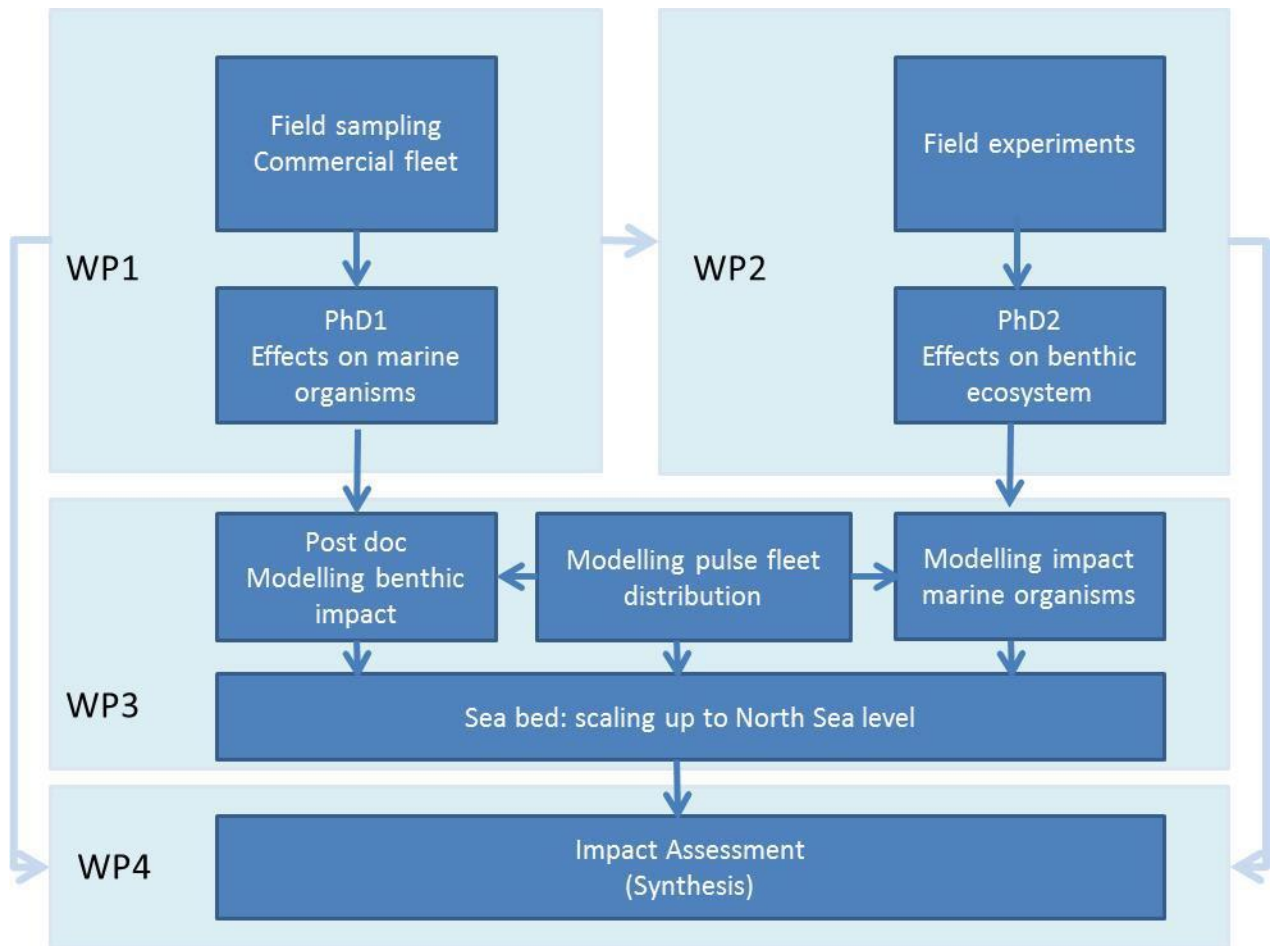 Field sampling
Commercial fleet
WP1
PhD1
Effects on marine
organisms
Field experiments
WP2
PhD2
Effects on benthic
ecosystem
Post doc
Modelling benthic
impact
Modelling pulse fleet
distribution
Modelling impact
marine organisms
WP3
Sea bed: scaling up to North Sea level
WP4
Impact Assessment
(Synthesis)